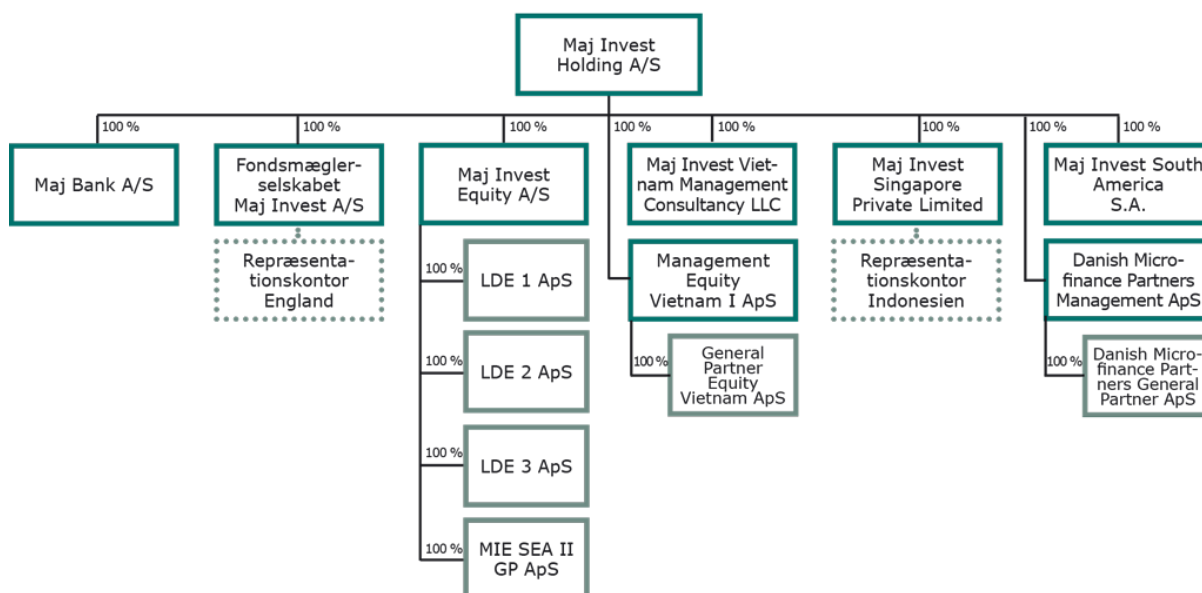 Maj Invest
Holding A/S
100 %
100 %
100 %
100 %
100 %
100 %
100 %
100 %
Maj Bank A/S
Fondsmægler-
selskabet
Maj Invest A/S
Maj Invest
Equity A/S
Maj Invest Viet-
nam Management
Consultancy LLC
Maj Invest
Singapore
Private Limited
Maj Invest South
America
S.A.
Repræsenta-
tionskontor
England
100 %
LDE 1 ApS
Management
Equity
Vietnam I ApS
Repræsenta-
tionskontor
Indonesien
Danish Micro-
finance Partners
Management ApS
100 %
LDE 2 ApS
100 %
General
Partner
Equity
Vietnam ApS
100 %
Danish Micro-
finance Part-
ners General
Partner ApS
100 %
LDE 3 ApS
100 %
MIE SEA II
GP ApS